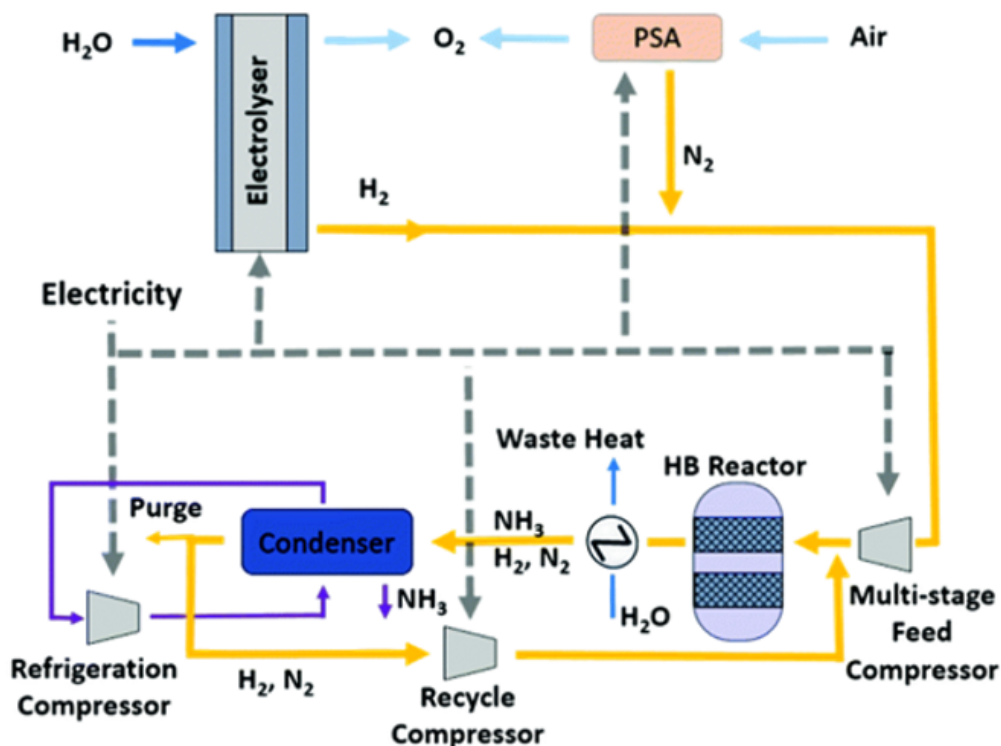 H₂O
Electrolyser
O₂
PSA
Air
N₂
H₂
Electricity
Waste Heat
HB Reactor
Purge
Condenser
NH₃
H₂, N₂
NH₃
H₂O
Multi-stage
Feed
Compressor
Refrigeration
Compressor
H₂, N₂
Recycle
Compressor